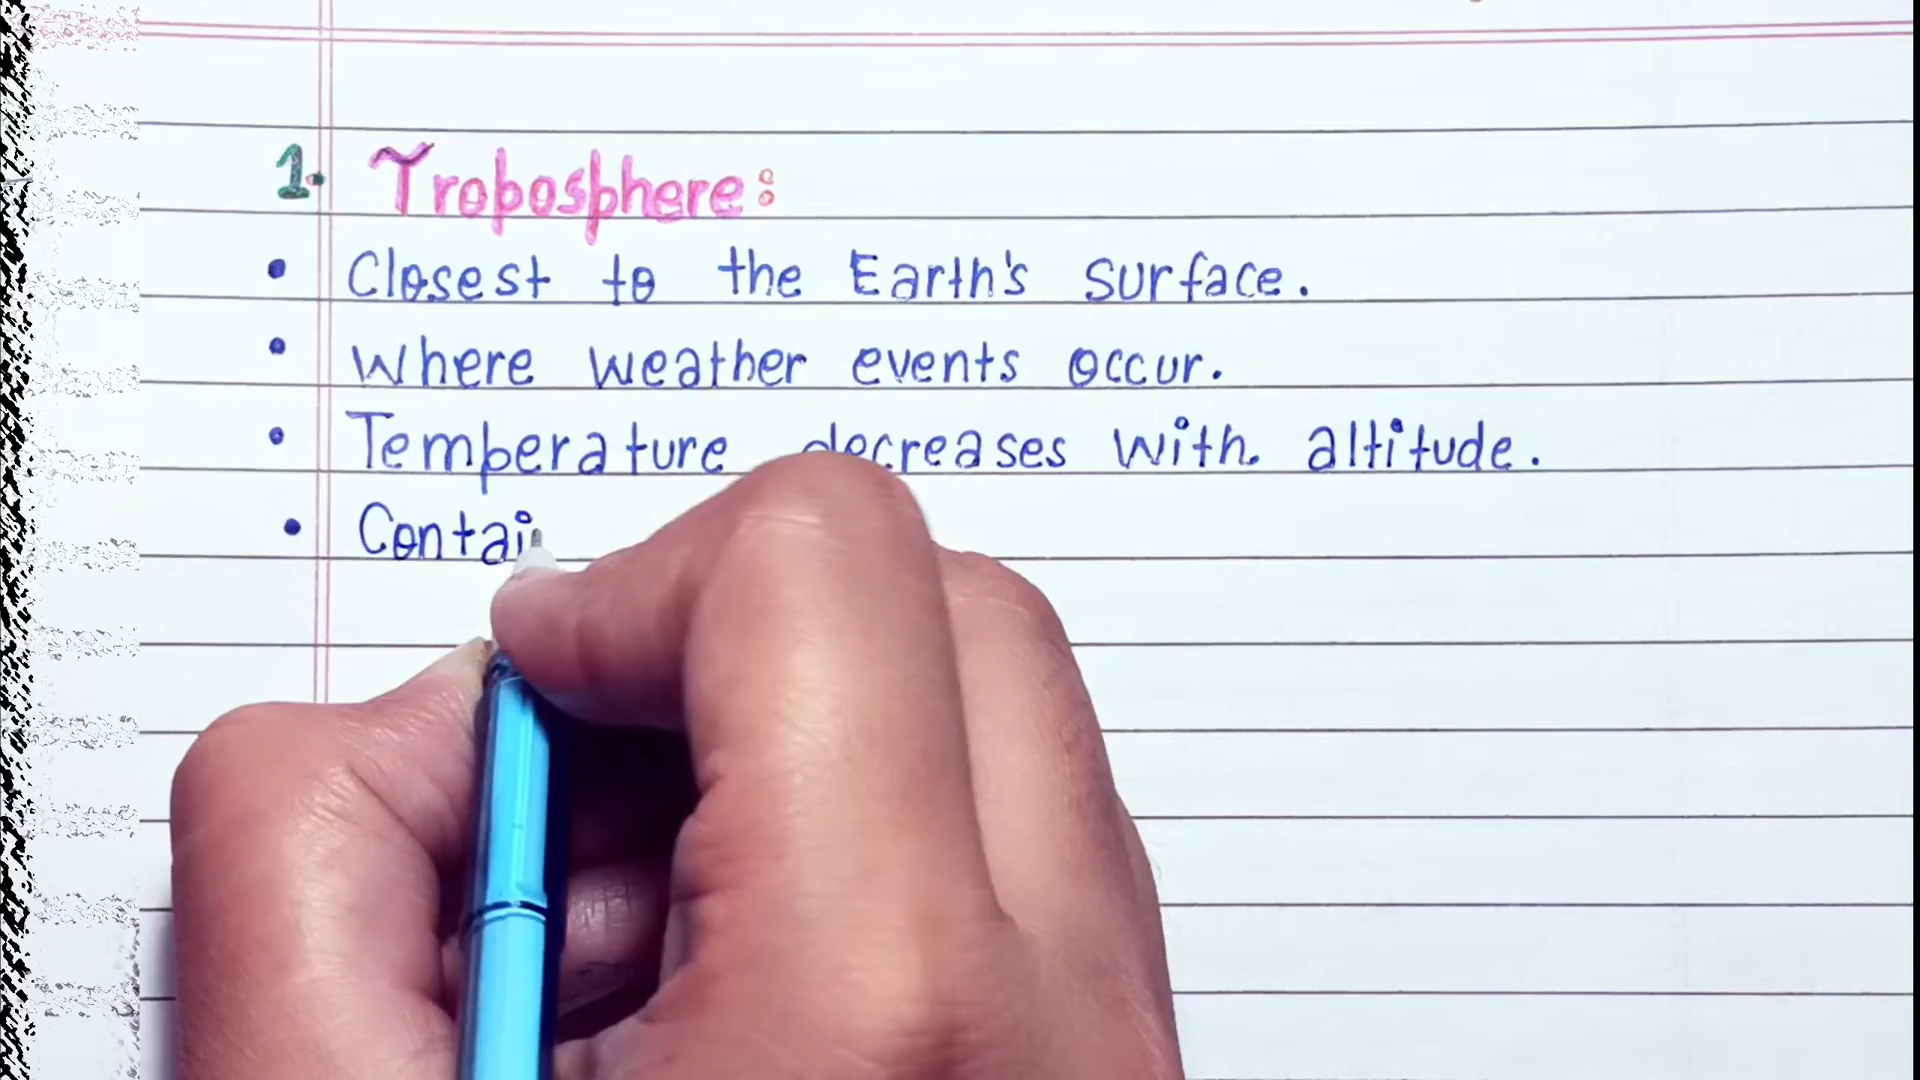 1. Troposphere:
• Closest to the Earth's surface.
• Where weather events occur.
• Temperature decreases with altitude.
• Contai